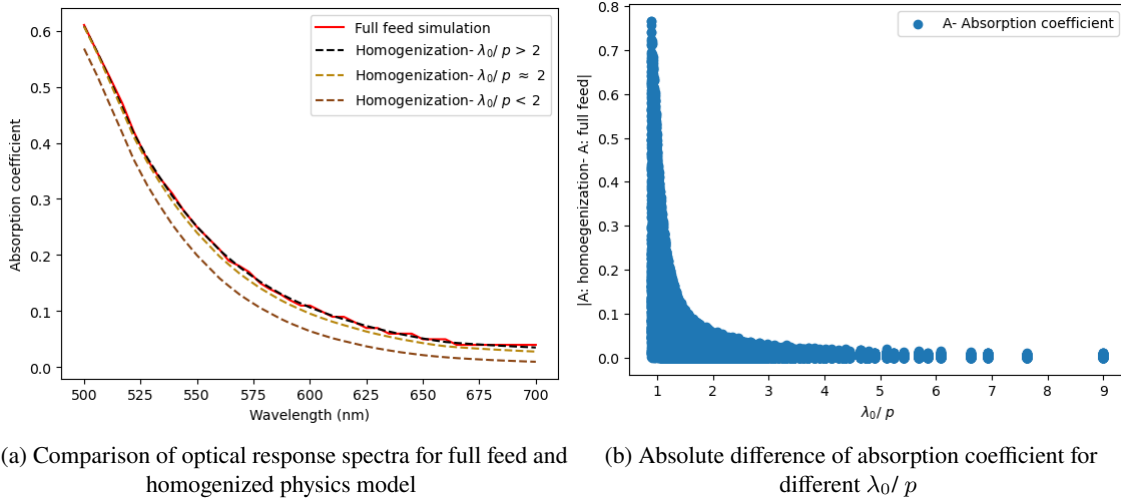 Absorption coefficient
0.6
0.5
0.4
0.3
0.2
0.1
0.0
500
525
550
575
600
625
650
675
700
Wavelength (nm)
Full feed simulation
Homogenization- λ₀/ p > 2
Homogenization- λ₀/ p ≈ 2
Homogenization- λ₀/ p < 2
(a) Comparison of optical response spectra for full feed and
homogenized physics model
|A: homoegenization- A: full feed|
0.8
0.7
0.6
0.5
0.4
0.3
0.2
0.1
0.0
1
2
3
4
5
6
7
8
9
λ₀/ p
A- Absorption coefficient
(b) Absolute difference of absorption coefficient for
different λ₀/ p